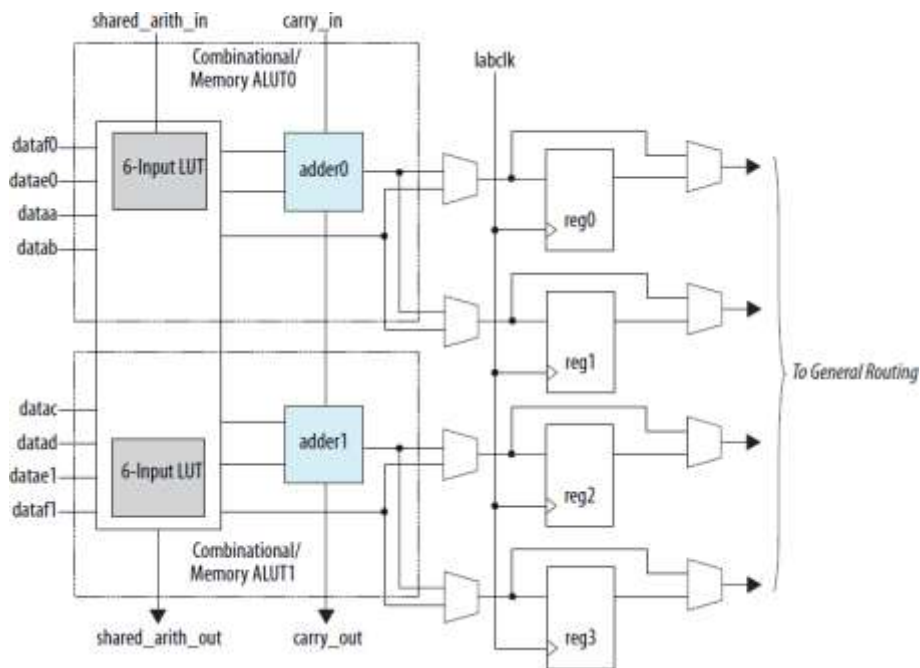 shared_arith_in
carry_in
Combinational/
Memory ALUT0
labclk
dataf0
datae0
dataa
datab
6-Input LUT
adder0
reg0
reg1
To General Routing
datac
datad
datae1
dataf1
adder1
6-Input LUT
reg2
Combinational/
Memory ALUT1
shared_arith_out
carry_out
reg3